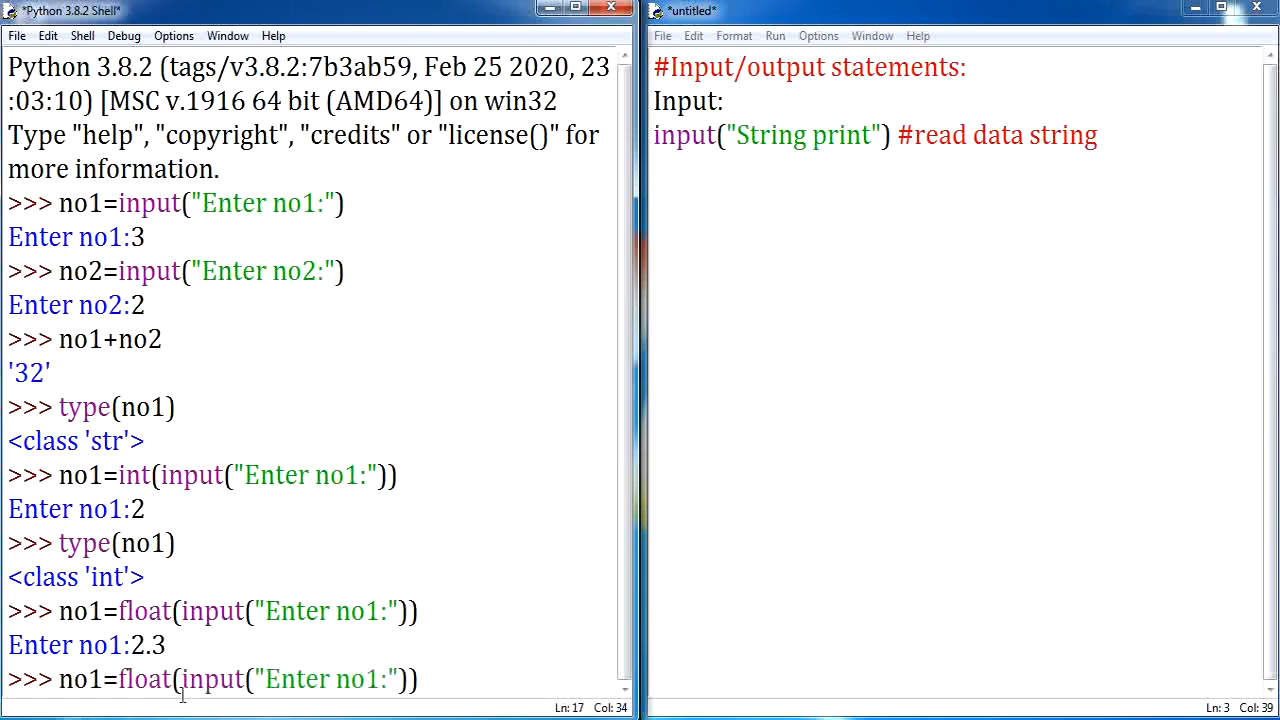 *Python 3.8.2 Shell*
File Edit Shell Debug Options Window Help
Python 3.8.2 (tags/v3.8.2:7b3ab59, Feb 25 2020, 23
:03:10) [MSC v.1916 64 bit (AMD64)] on win32
Type "help", "copyright", "credits" or "license()" for
more information.
>>> no1=input("Enter no1:")
Enter no1:3
>>> no2=input("Enter no2:")
Enter no2:2
>>> no1+no2
'32'
>>> type(no1)
<class 'str'>
>>> no1=int(input("Enter no1:"))
Enter no1:2
>>> type(no1)
<class 'int'>
>>> no1=float(input("Enter no1:"))
Enter no1:2.3
>>> no1=float(input("Enter no1:"))
Ln: 17 Col: 34
*untitled*
File Edit Format Run Options Window Help
#Input/output statements:
Input:
input("String print") #read data string
Ln: 3 Col: 39